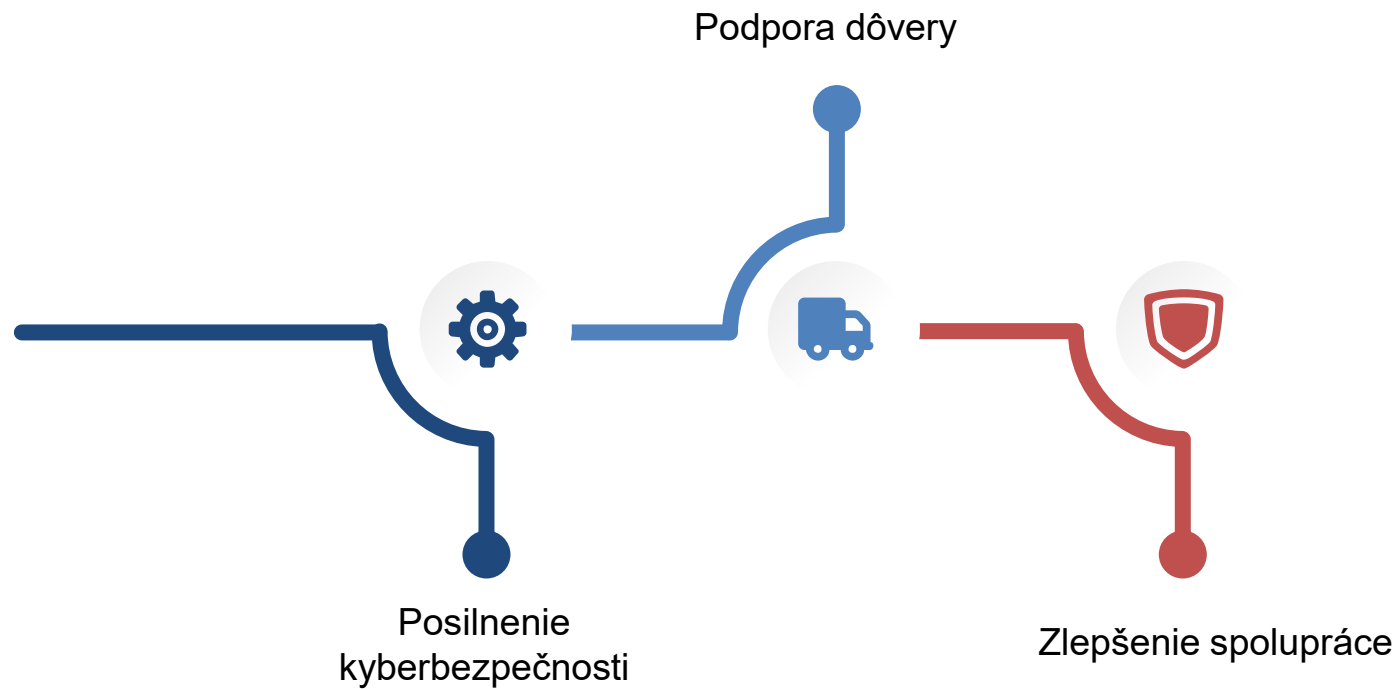 Podpora dôvery
Posilnenie
kyberbezpečnosti
Zlepšenie spolupráce